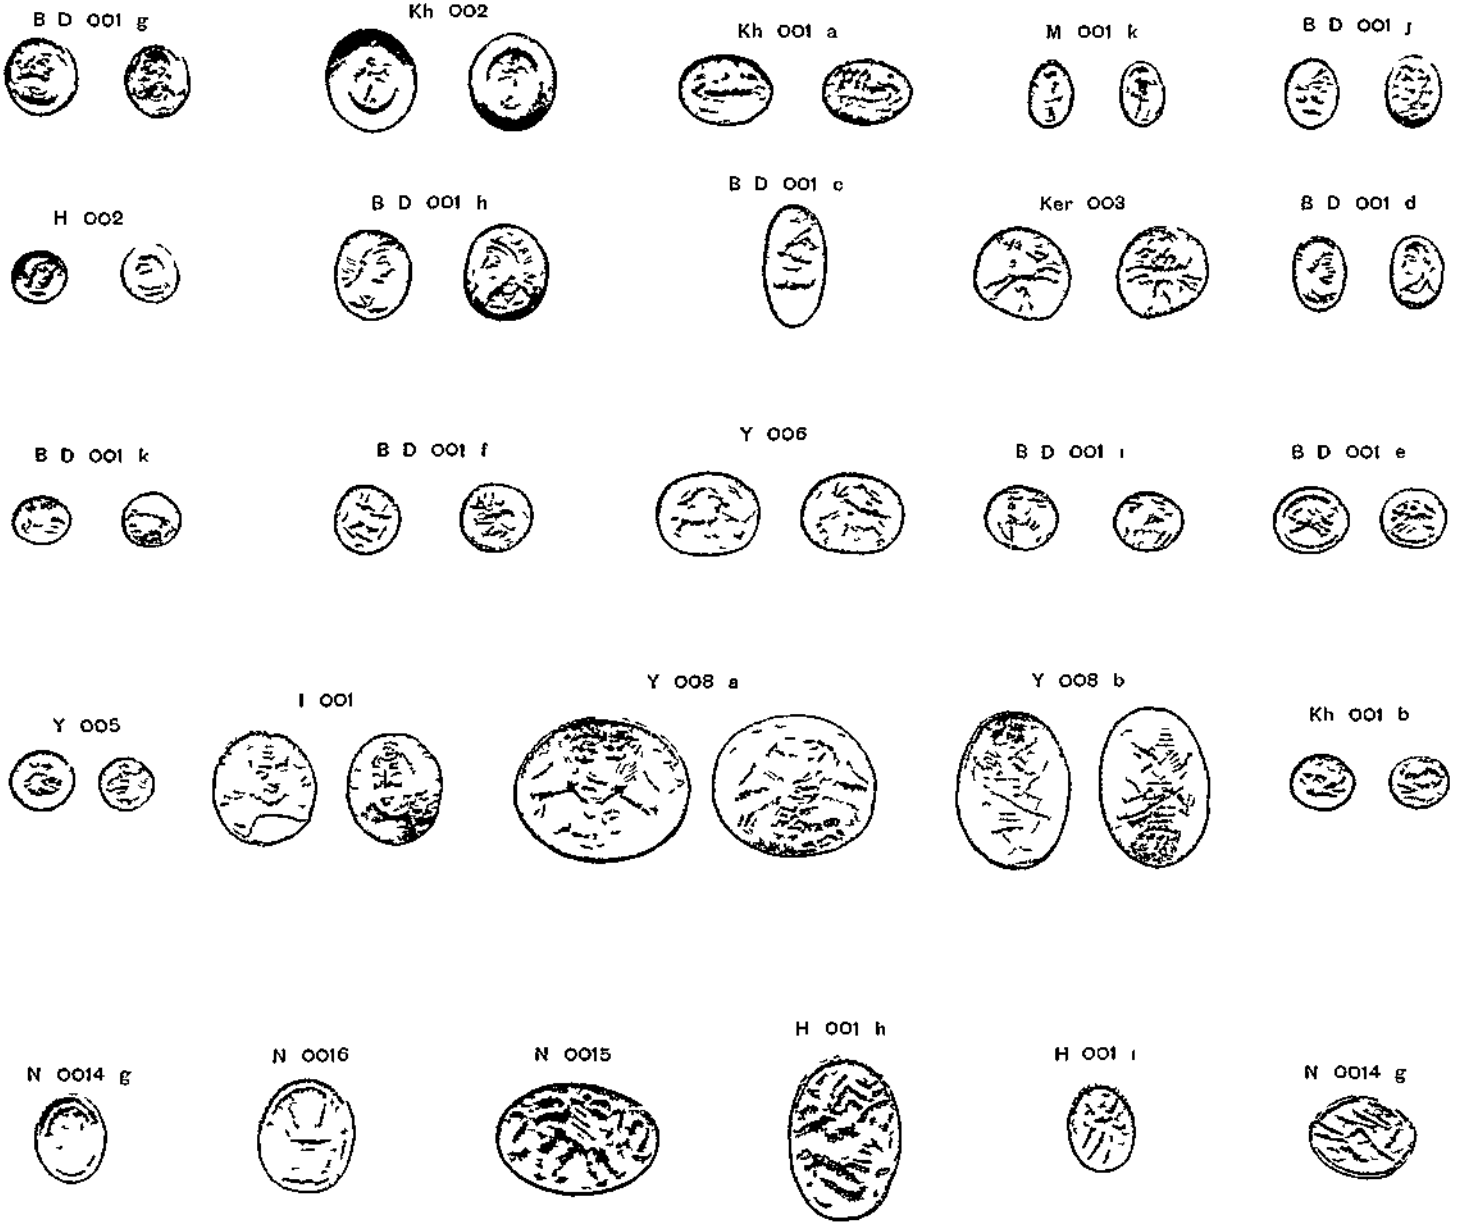 B D 001 g
Kh 002
Kh 001 a
M 001 k
B D 001 j
H 002
B D 001 h
B D 001 c
Ker 003
B D 001 d
B D 001 k
B D 001 f
Y 006
B D 001 i
B D 001 e
Y 005
I 001
Y 008 a
Y 008 b
Kh 001 b
N 0014 g
N 0016
N 0015
H 001 h
H 001 i
N 0014 g